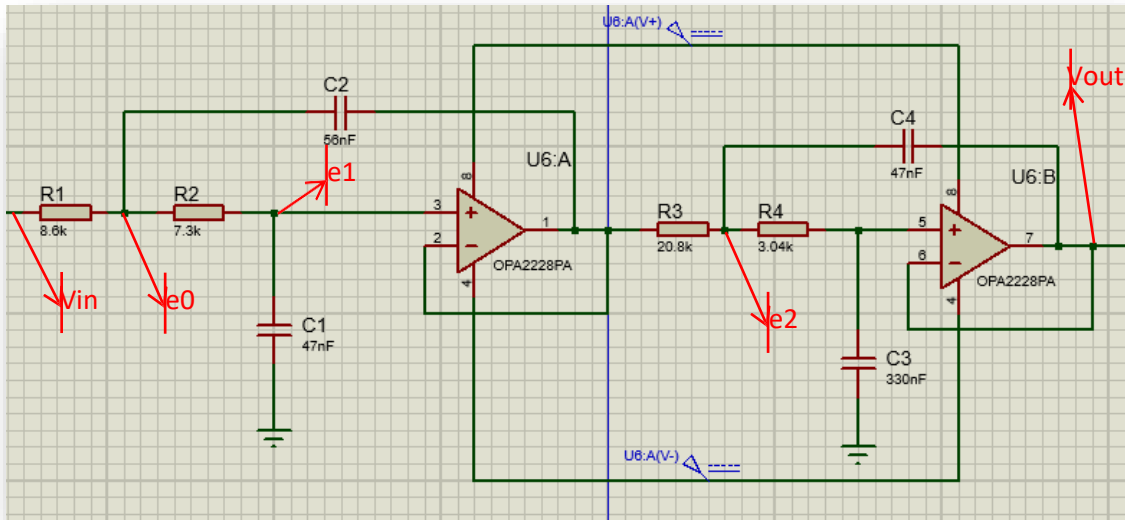 U6:A(V+)
Vout
C2
56nF
C4
47nF
U6:A
e1
U6:B
8
8
R1
8.6k
R2
7.3k
3
+
2
−
1
4
OPA2228PA
R3
20.8k
R4
3.04k
5
+
6
−
7
4
OPA2228PA
Vin
e0
C1
47nF
e2
C3
330nF
U6:A(V-)